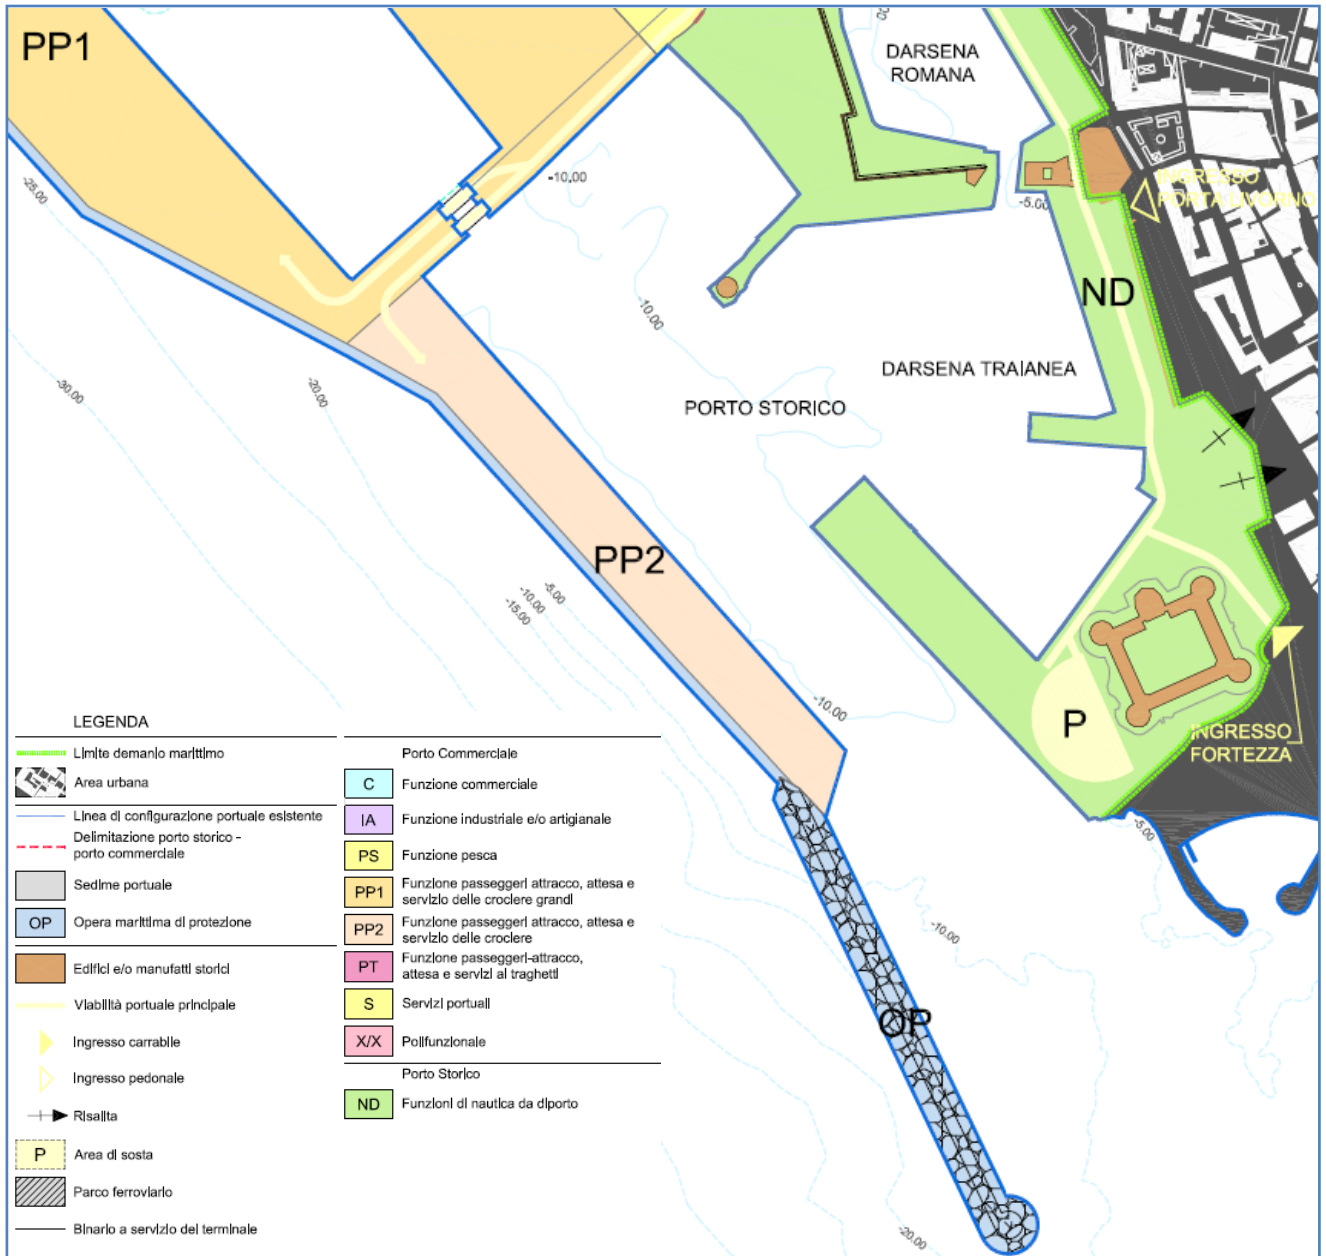 PP1
DARSENA
ROMANA
-10.00
-5.00
INGRESSO
PORTA LIVORNO
-25.00
ND
-10.00
-30.00
-20.00
DARSENA TRAIANEA
PORTO STORICO
PP2
-5.00
-10.00
-15.00
-10.00
P
INGRESSO
FORTEZZA
-5.00
-10.00
OP
-20.00
LEGENDA
Limite demanio marittimo
Area urbana
Linea di configurazione portuale esistente
Delimitazione porto storico -
porto commerciale
Sedime portuale
OP Opera marittima di protezione
Edifici e/o manufatti storici
Viabilità portuale principale
Ingresso carrabile
Ingresso pedonale
Risalita
P Area di sosta
Parco ferroviario
Binario a servizio del terminale
Porto Commerciale
C Funzione commerciale
IA Funzione industriale e/o artigianale
PS Funzione pesca
PP1 Funzione passeggeri attracco, attesa e
servizio delle crociere grandi
PP2 Funzione passeggeri attracco, attesa e
servizio delle crociere
PT Funzione passeggeri-attracco,
attesa e servizi ai traghetti
S Servizi portuali
X/X Polifunzionale
Porto Storico
ND Funzioni di nautica da diporto